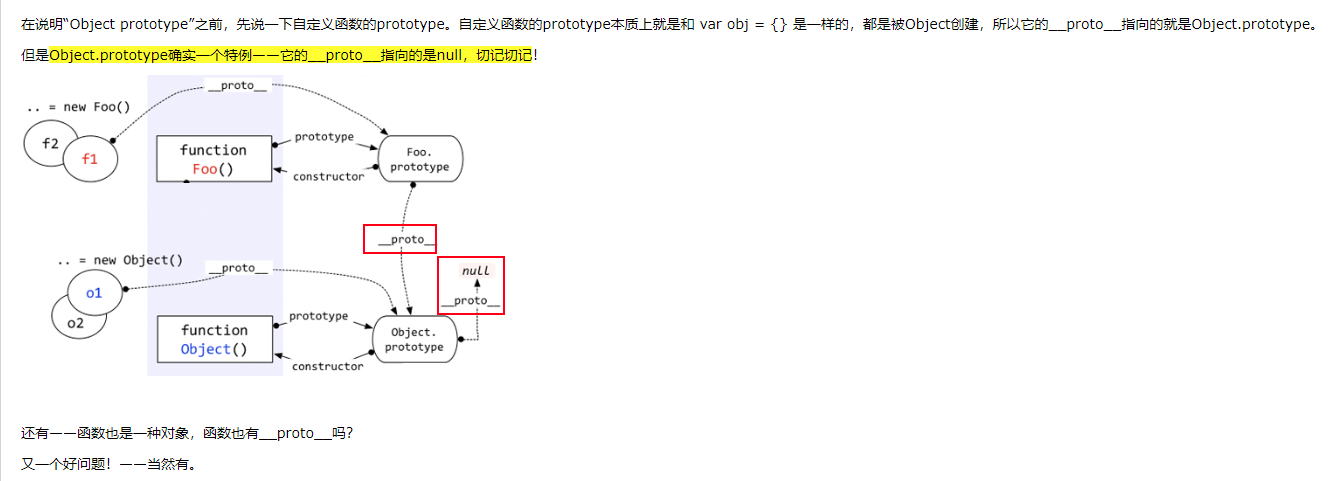 在说明“Object prototype”之前，先说一下自定义函数的prototype。自定义函数的prototype本质上就是和 var obj = {} 是一样的，都是被Object创建，所以它的__proto__指向的就是Object.prototype。
但是Object.prototype确实一个特例——它的__proto__指向的是null，切记切记！
__proto__
.. = new Foo()
f2
f1
function
Foo()
prototype
constructor
Foo.
prototype
__proto__
.. = new Object()
__proto__
null
__proto__
o1
o2
function
Object()
prototype
constructor
Object.
prototype
还有——函数也是一种对象，函数也有__proto__吗？
又一个好问题！——当然有。